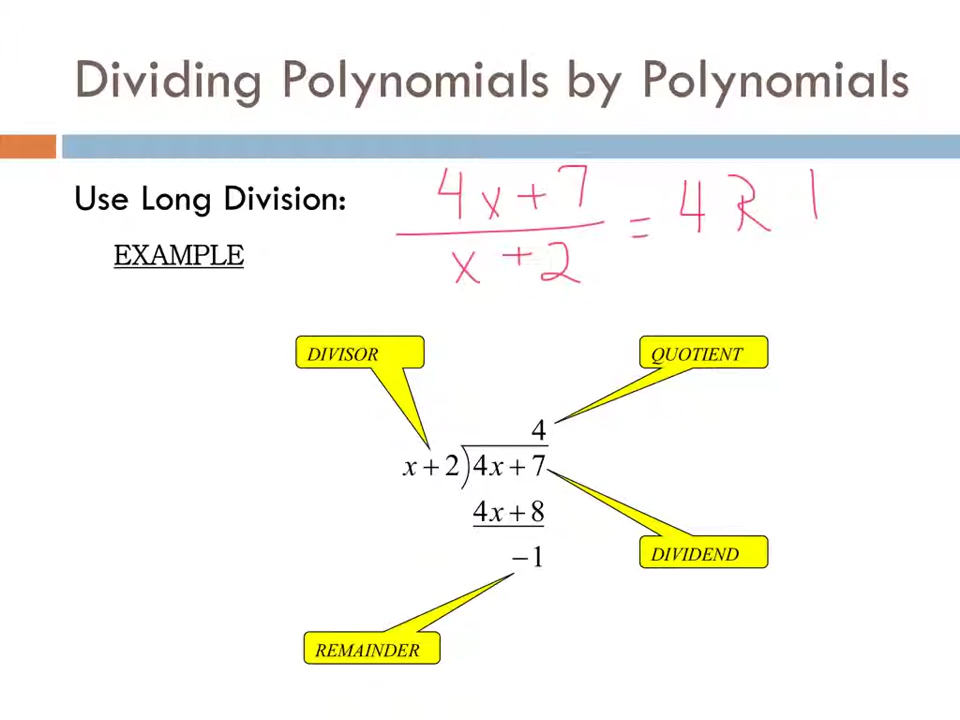 Dividing Polynomials by Polynomials
Use Long Division:
EXAMPLE
4x+7
x+2
= 4 R 1
DIVISOR
QUOTIENT
4
x+2)4x+7
4x+8
−1
DIVIDEND
REMAINDER